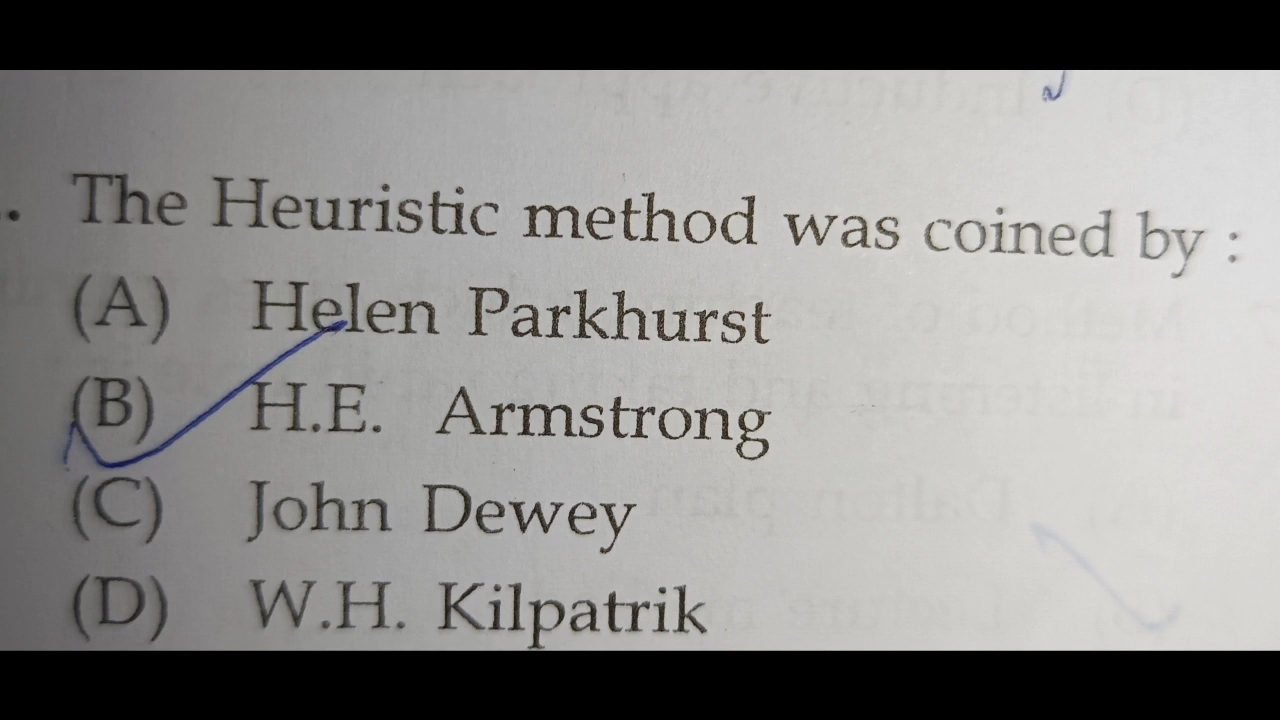 . The Heuristic method was coined by :
(A) Helen Parkhurst
(B) H.E. Armstrong
(C) John Dewey
(D) W.H. Kilpatrik